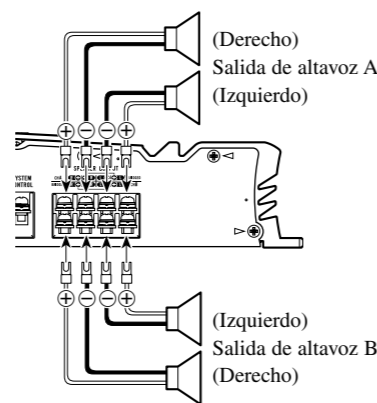 (Derecho)
Salida de altavoz A
(Izquierdo)
+ − − +
SYSTEM
CONTROL
+ − − +
(Izquierdo)
Salida de altavoz B
(Derecho)